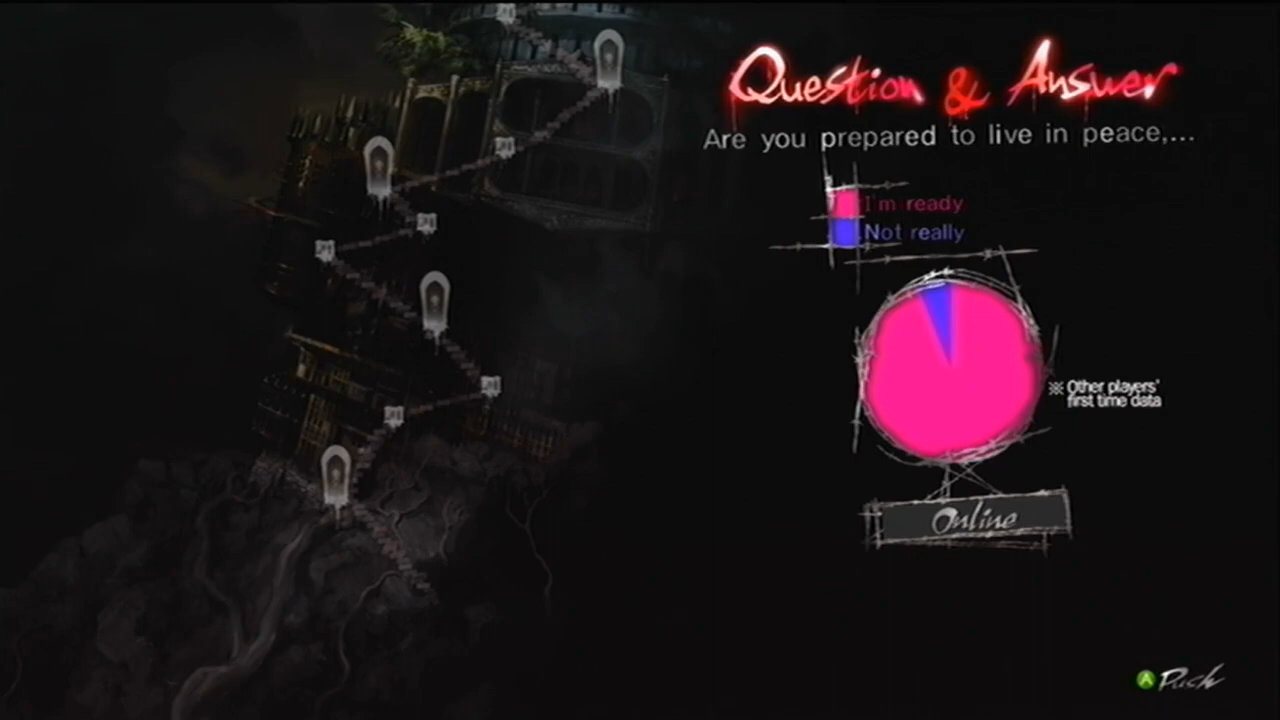 Question & Answer
Are you prepared to live in peace,...
I'm ready
Not really
※ Other players'
first time data
Online
A Push